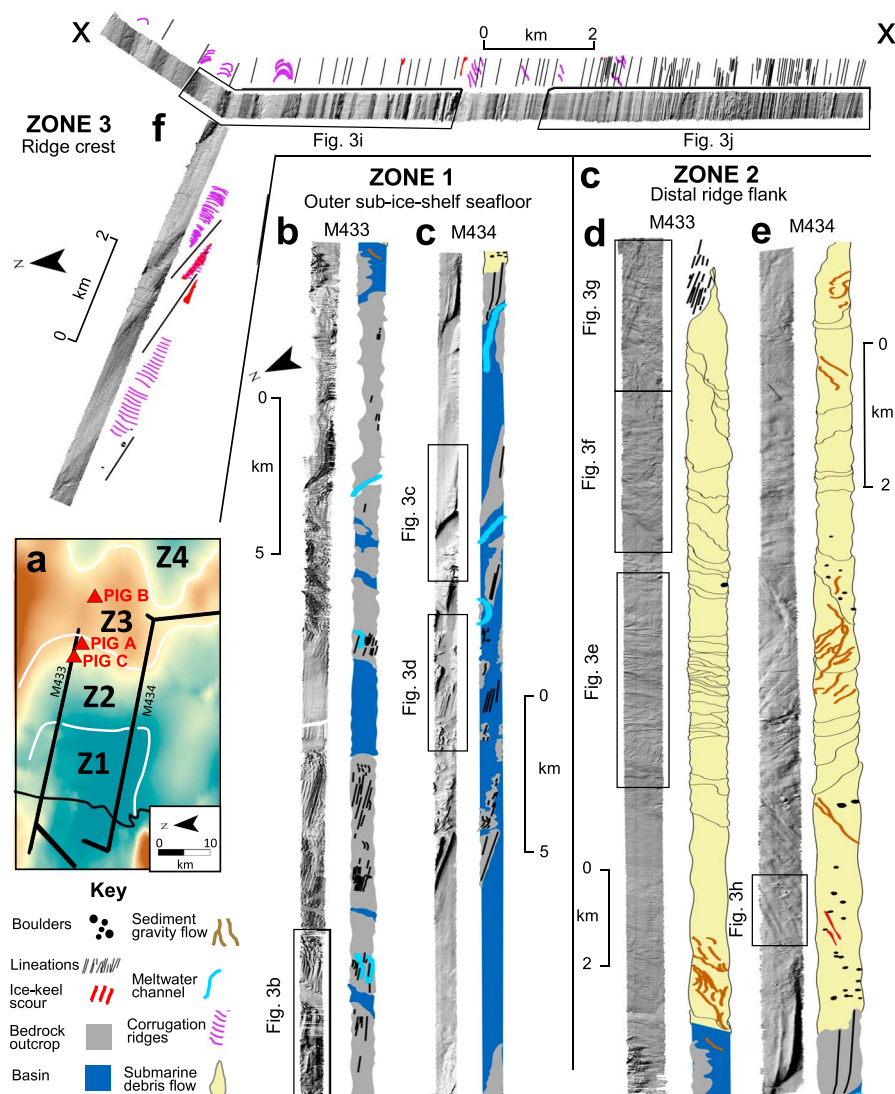 X
0
2
km
X
ZONE 3
Ridge crest
f
Fig. 3i
Fig. 3j
N
2
km
0
ZONE 1
Outer sub-ice-shelf seafloor
b
M433
c
M434
N
0
km
5
Fig. 3c
Fig. 3d
0
km
5
Fig. 3b
c
ZONE 2
Distal ridge flank
M433
M434
d
e
Fig. 3g
Fig. 3f
Fig. 3e
0
km
2
0
km
2
Fig. 3h
a
Z4
PIG B
Z3
PIG A
PIG C
M433
M434
Z2
Z1
N
0 10
km
Key
Boulders
Sediment
gravity flow
Lineations
Ice-keel
scour
Meltwater
channel
Bedrock
outcrop
Corrugation
ridges
Basin
Submarine
debris flow